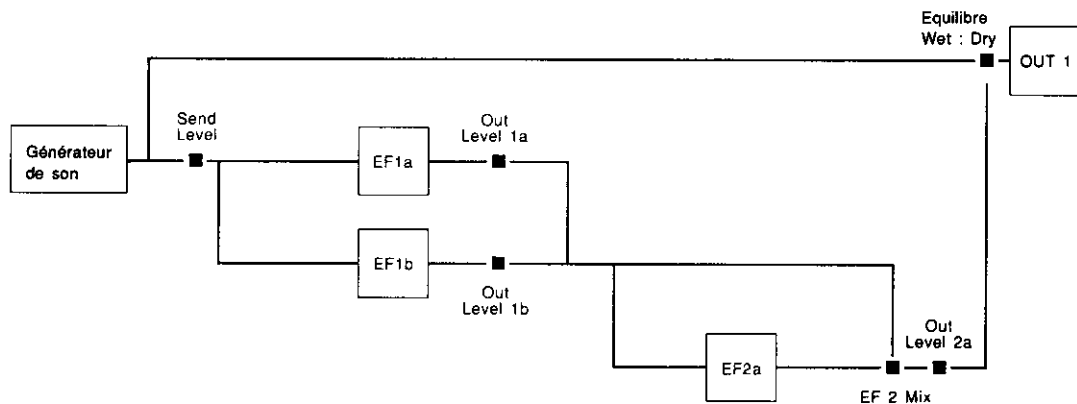 Equilibre
Wet : Dry
OUT 1
Send
Level
Out
Level 1a
Générateur
de son
EF1a
EF1b
Out
Level 1b
Out
Level 2a
EF2a
EF 2 Mix